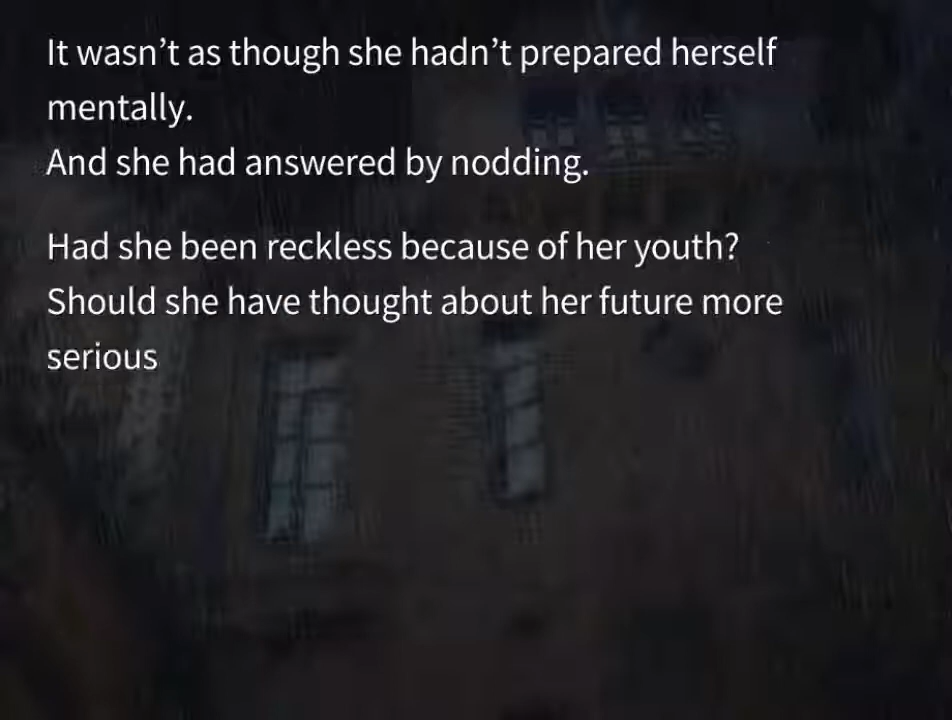 It wasn’t as though she hadn’t prepared herself
mentally.
And she had answered by nodding.
Had she been reckless because of her youth?
Should she have thought about her future more
serious